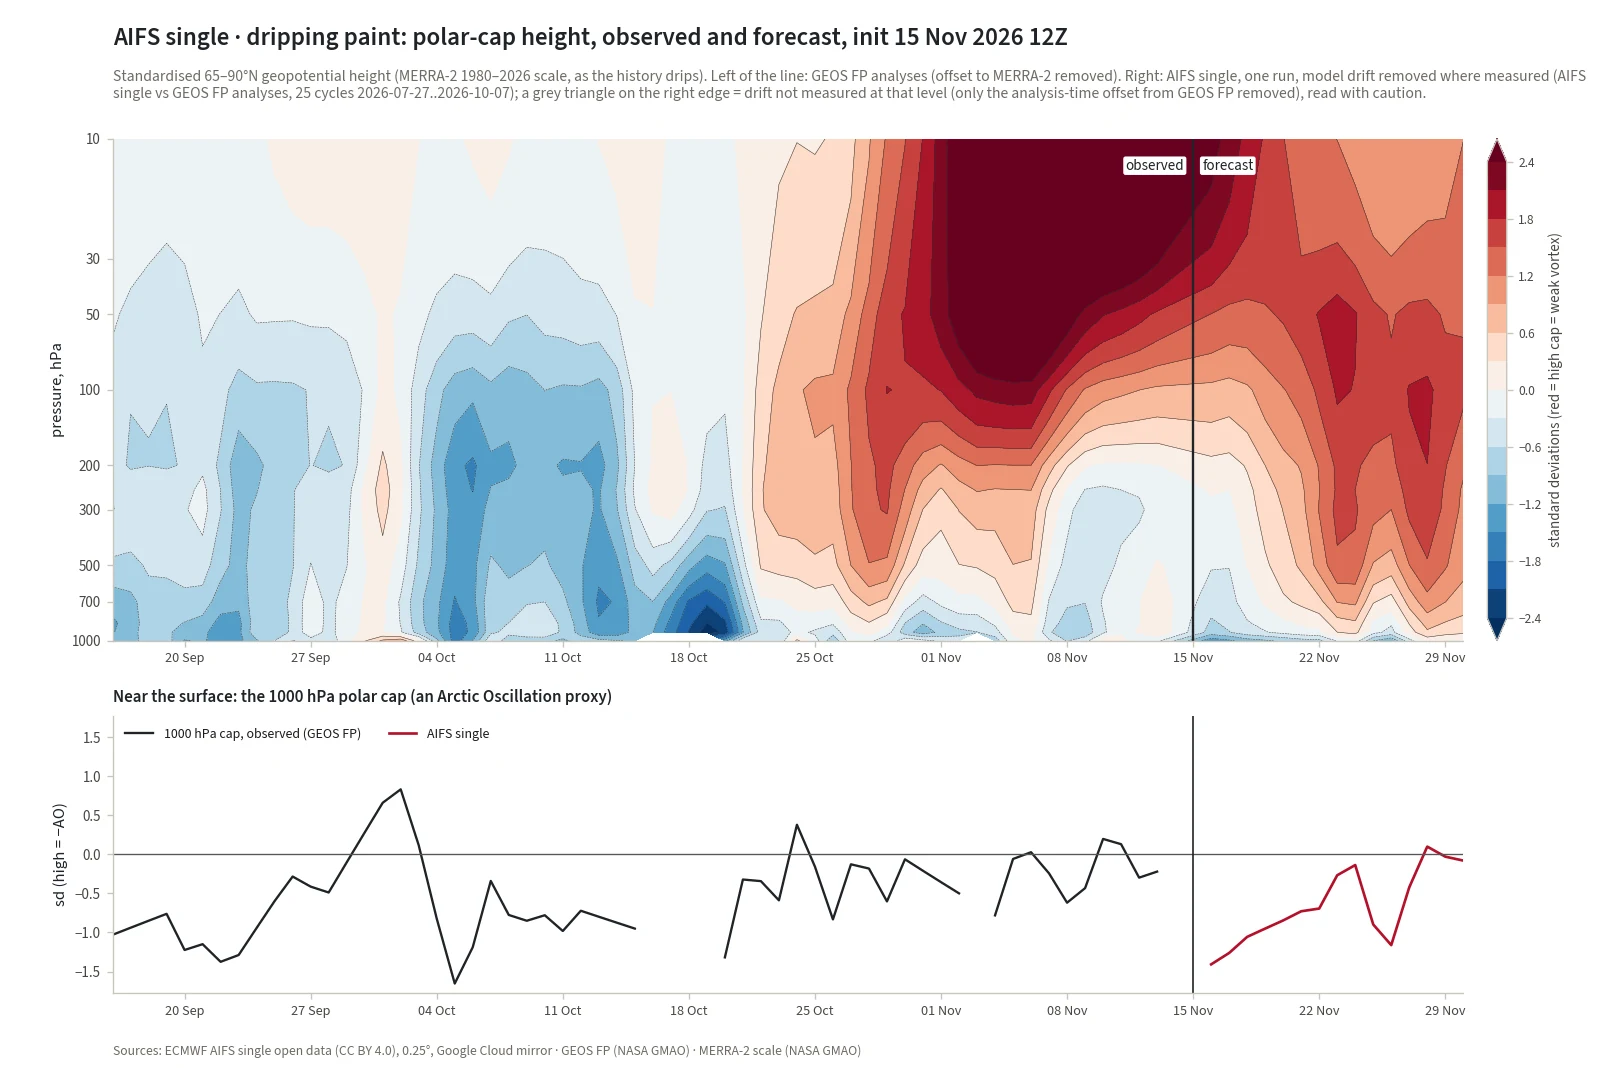 AIFS single · dripping paint: polar-cap height, observed and forecast, init 15 Nov 2026 12Z
Standardised 65–90°N geopotential height (MERRA-2 1980–2026 scale, as the history drips). Left of the line: GEOS FP analyses (offset to MERRA-2 removed). Right: AIFS single, one run, model drift removed where measured (AIFS
single vs GEOS FP analyses, 25 cycles 2026-07-27..2026-10-07); a grey triangle on the right edge = drift not measured at that level (only the analysis-time offset from GEOS FP removed), read with caution.
pressure, hPa
10
30
50
100
200
300
500
700
1000
observed
forecast
20 Sep
27 Sep
04 Oct
11 Oct
18 Oct
25 Oct
01 Nov
08 Nov
15 Nov
22 Nov
29 Nov
2.4
1.8
1.2
0.6
0.0
−0.6
−1.2
−1.8
−2.4
standard deviations (red = high cap = weak vortex)
Near the surface: the 1000 hPa polar cap (an Arctic Oscillation proxy)
1000 hPa cap, observed (GEOS FP)
AIFS single
sd (high = −AO)
1.5
1.0
0.5
0.0
−0.5
−1.0
−1.5
20 Sep
27 Sep
04 Oct
11 Oct
18 Oct
25 Oct
01 Nov
08 Nov
15 Nov
22 Nov
29 Nov
Sources: ECMWF AIFS single open data (CC BY 4.0), 0.25°, Google Cloud mirror · GEOS FP (NASA GMAO) · MERRA-2 scale (NASA GMAO)